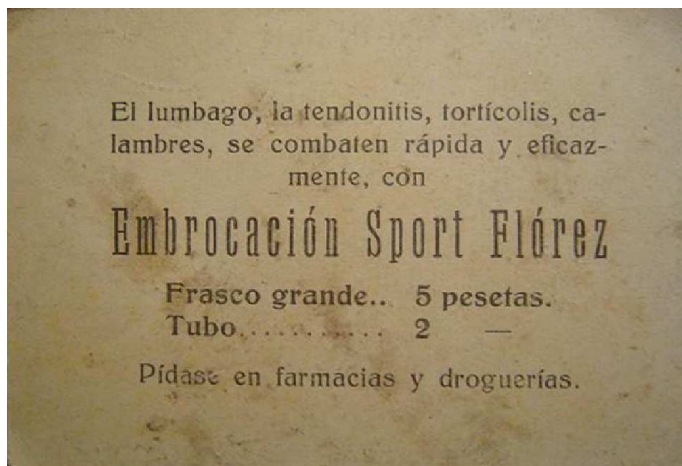 El lumbago, la tendonitis, tortícolis, ca-
lambres, se combaten rápida y eficaz-
mente, con
Embrocación Sport Flórez
Frasco grande.. 5 pesetas.
Tubo........... 2 —
Pídase en farmacias y droguerías.